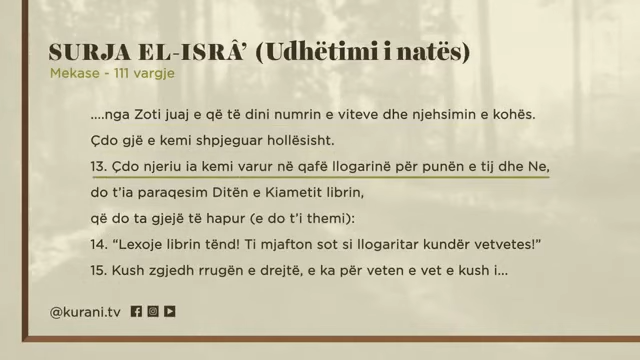 SURJA EL-ISRÂ’ (Udhëtimi i natës)
Mekase - 111 vargje
....nga Zoti juaj e që të dini numrin e viteve dhe njehsimin e kohës.
Çdo gjë e kemi shpjeguar hollësisht.
13. Çdo njeriu ia kemi varur në qafë llogarinë për punën e tij dhe Ne,
do t’ia paraqesim Ditën e Kiametit librin,
që do ta gjejë të hapur (e do t’i themi):
14. “Lexoje librin tënd! Ti mjafton sot si llogaritar kundër vetvetes!”
15. Kush zgjedh rrugën e drejtë, e ka për veten e vet e kush i...
@kurani.tv